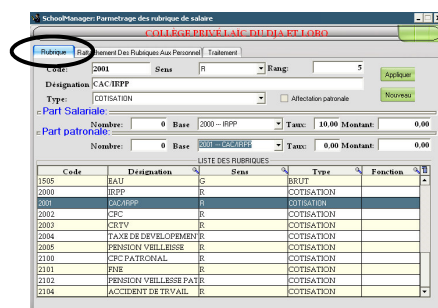 SchoolManager: Parmetrage des rubrique de salaire
COLLEGE PRIVE LAIC DU DJA ET LOBO
Rubrique Rattachement Des Rubiques Aux Personnel Traitement
Code: 2001 Sens R Rang: 5 Appliquer
Désignation CAC/IRPP
Type: COTISATION Affectation patronale Nouveau
Part Salariale:
Nombre: 0 Base 2000 -- IRPP Taux: 10,00 Montant: 0,00
Part patronale:
Nombre: 0 Base 2001 -- CAC/IRPP Taux: 0,00 Montant: 0,00
LISTE DES RUBRIQUES
Code Désignation Sens Type Fonction
1505 EAU G BRUT
2000 IRPP R COTISATION
2001 CAC/IRPP R COTISATION
2002 CFC R COTISATION
2003 CRTV R COTISATION
2004 TAXE DE DEVELOPEMEN R COTISATION
2005 PENSION VEILLEISSE R COTISATION
2100 CFC PATRONAL R COTISATION
2101 FNE R COTISATION
2102 PENSION VEILLESSE PAT R COTISATION
2104 ACCIDENT DE TRVAIL R COTISATION